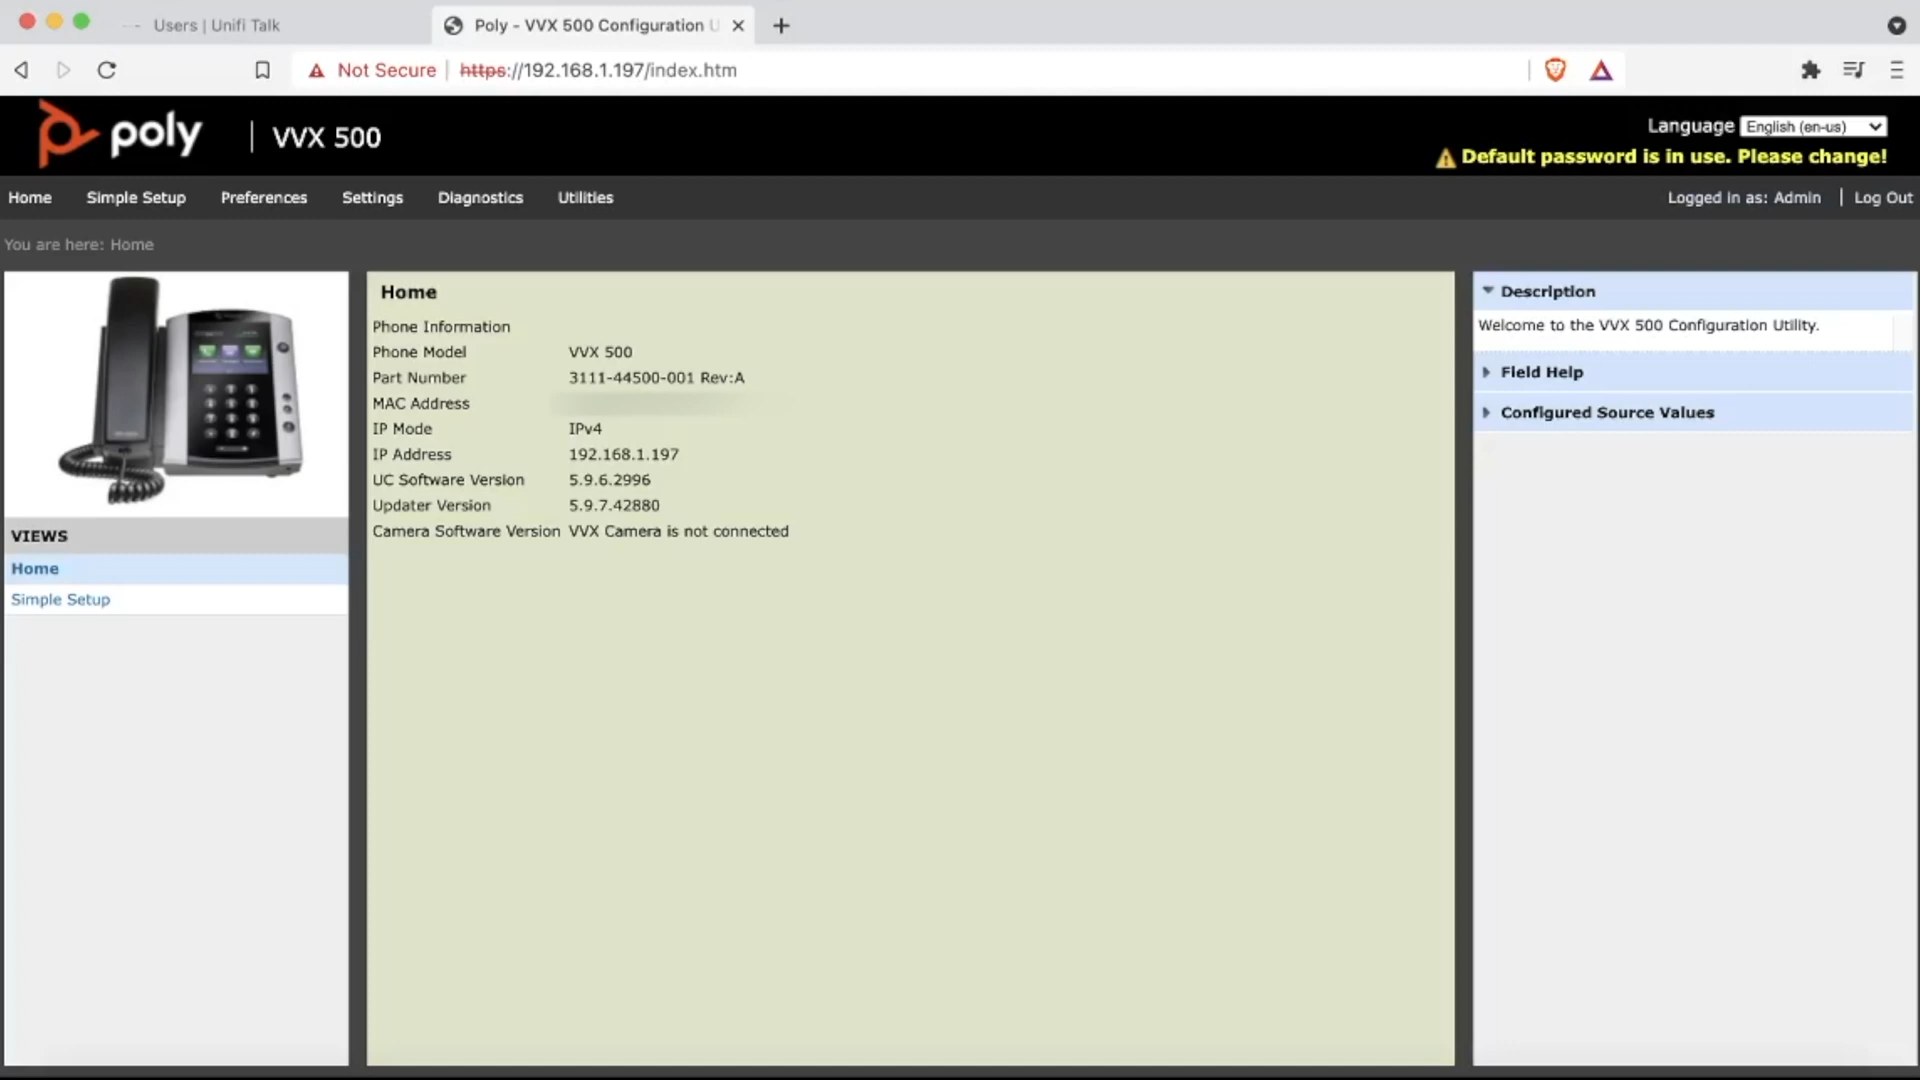 Users | Unifi Talk
Poly - VVX 500 Configuration U
Not Secure https://192.168.1.197/index.htm
poly | VVX 500
Language English (en-us)
Default password is in use. Please change!
Home Simple Setup Preferences Settings Diagnostics Utilities Logged in as: Admin | Log Out
You are here: Home
VIEWS
Home
Simple Setup
Home
Phone Information
Phone Model VVX 500
Part Number 3111-44500-001 Rev:A
MAC Address
IP Mode IPv4
IP Address 192.168.1.197
UC Software Version 5.9.6.2996
Updater Version 5.9.7.42880
Camera Software Version VVX Camera is not connected
Description
Welcome to the VVX 500 Configuration Utility.
Field Help
Configured Source Values